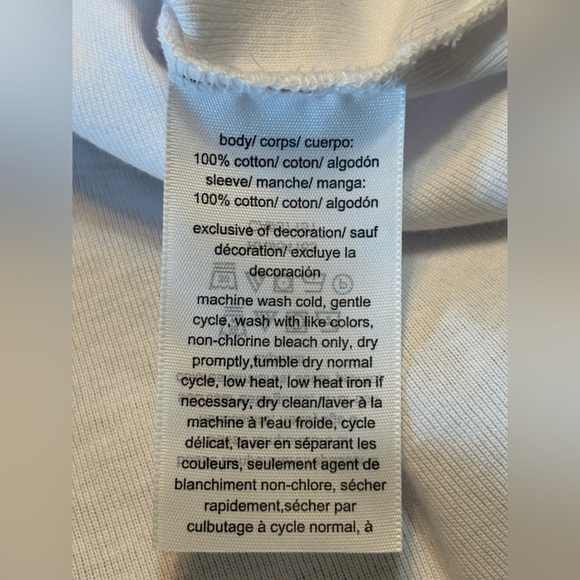 body/ corps/ cuerpo:
100% cotton/ coton/ algodón
sleeve/ manche/ manga:
100% cotton/ coton/ algodón
exclusive of decoration/ sauf
décoration/ excluye la
decoración
machine wash cold, gentle
cycle, wash with like colors,
non-chlorine bleach only, dry
promptly,tumble dry normal
cycle, low heat, low heat iron if
necessary, dry clean/laver à la
machine à l'eau froide, cycle
délicat, laver en séparant les
couleurs, seulement agent de
blanchiment non-chlore, sécher
rapidement,sécher par
culbutage à cycle normal, à